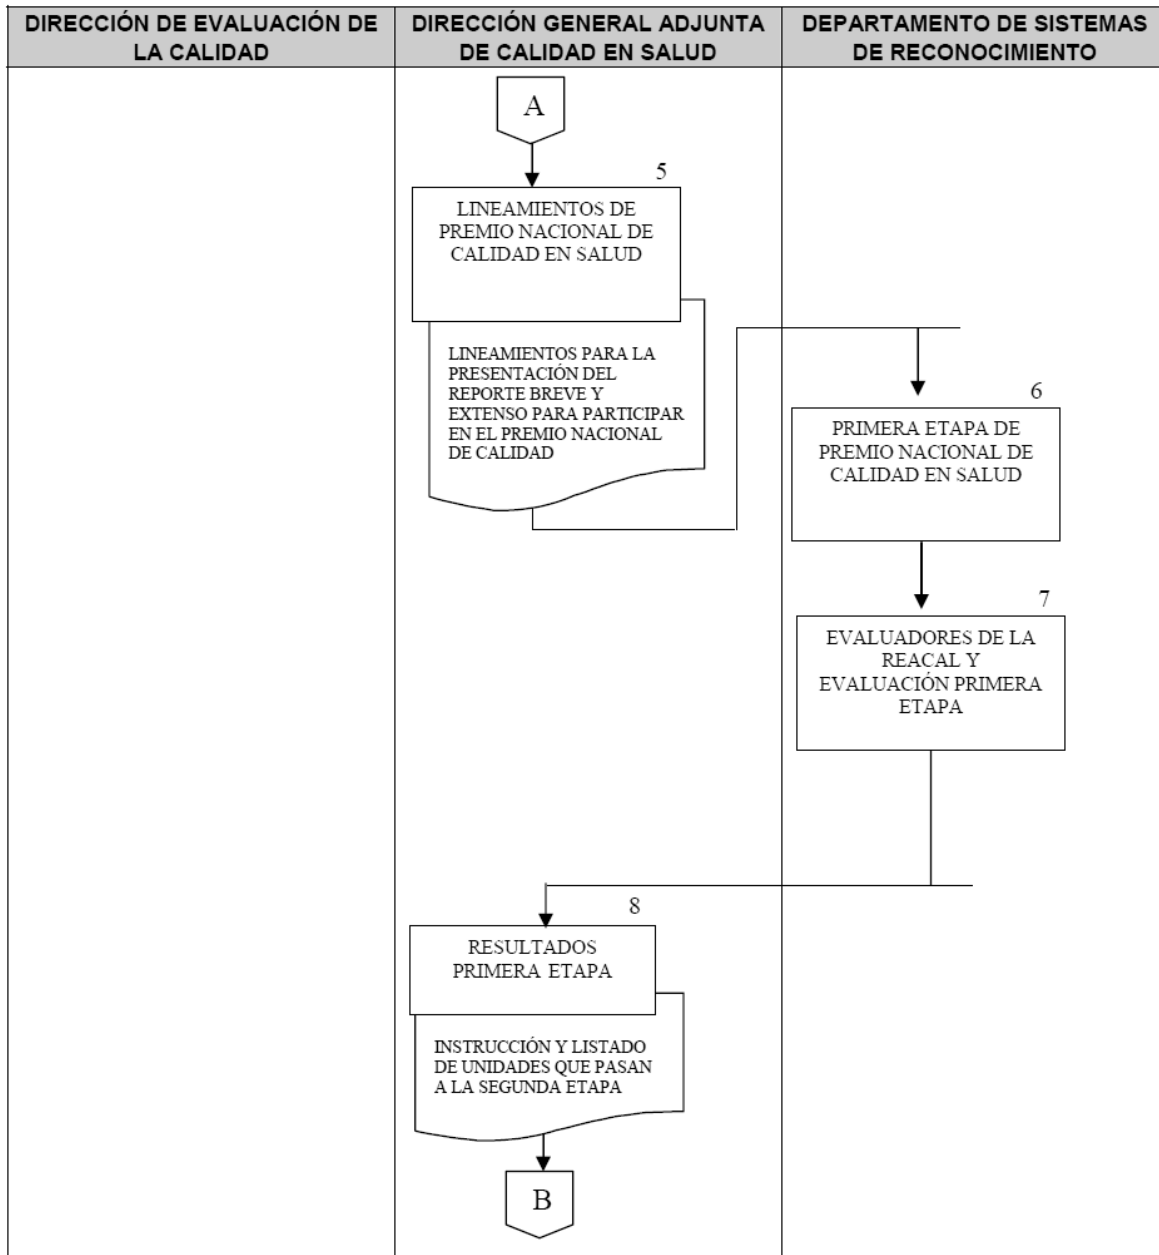 DIRECCIÓN DE EVALUACIÓN DE
LA CALIDAD
DIRECCIÓN GENERAL ADJUNTA
DE CALIDAD EN SALUD
DEPARTAMENTO DE SISTEMAS
DE RECONOCIMIENTO
A
5
LINEAMIENTOS DE
PREMIO NACIONAL DE
CALIDAD EN SALUD
LINEAMIENTOS PARA LA
PRESENTACIÓN DEL
REPORTE BREVE Y
EXTENSO PARA PARTICIPAR
EN EL PREMIO NACIONAL
DE CALIDAD
6
PRIMERA ETAPA DE
PREMIO NACIONAL DE
CALIDAD EN SALUD
7
EVALUADORES DE LA
REACAL Y
EVALUACIÓN PRIMERA
ETAPA
8
RESULTADOS
PRIMERA ETAPA
INSTRUCCIÓN Y LISTADO
DE UNIDADES QUE PASAN
A LA SEGUNDA ETAPA
B